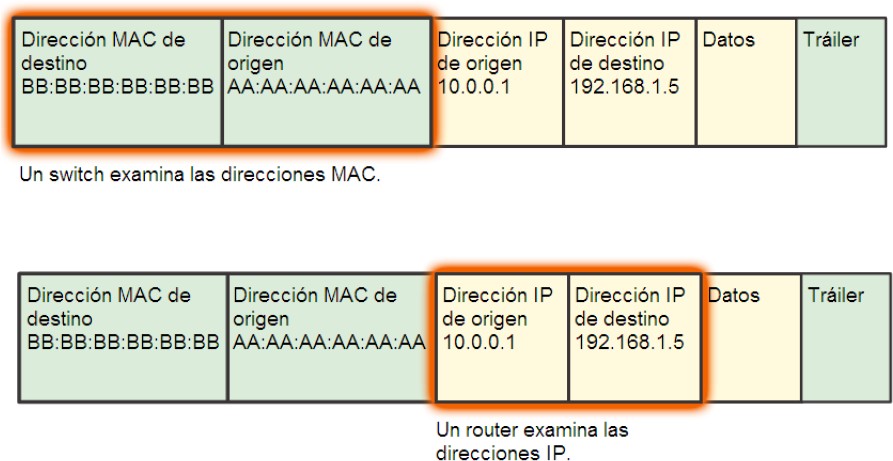 Dirección MAC de destino BB:BB:BB:BB:BB:BB
Dirección MAC de origen AA:AA:AA:AA:AA:AA
Dirección IP de origen 10.0.0.1
Dirección IP de destino 192.168.1.5
Datos
Tráiler
Un switch examina las direcciones MAC.
Dirección MAC de destino BB:BB:BB:BB:BB:BB
Dirección MAC de origen AA:AA:AA:AA:AA:AA
Dirección IP de origen 10.0.0.1
Dirección IP de destino 192.168.1.5
Datos
Tráiler
Un router examina las
direcciones IP.